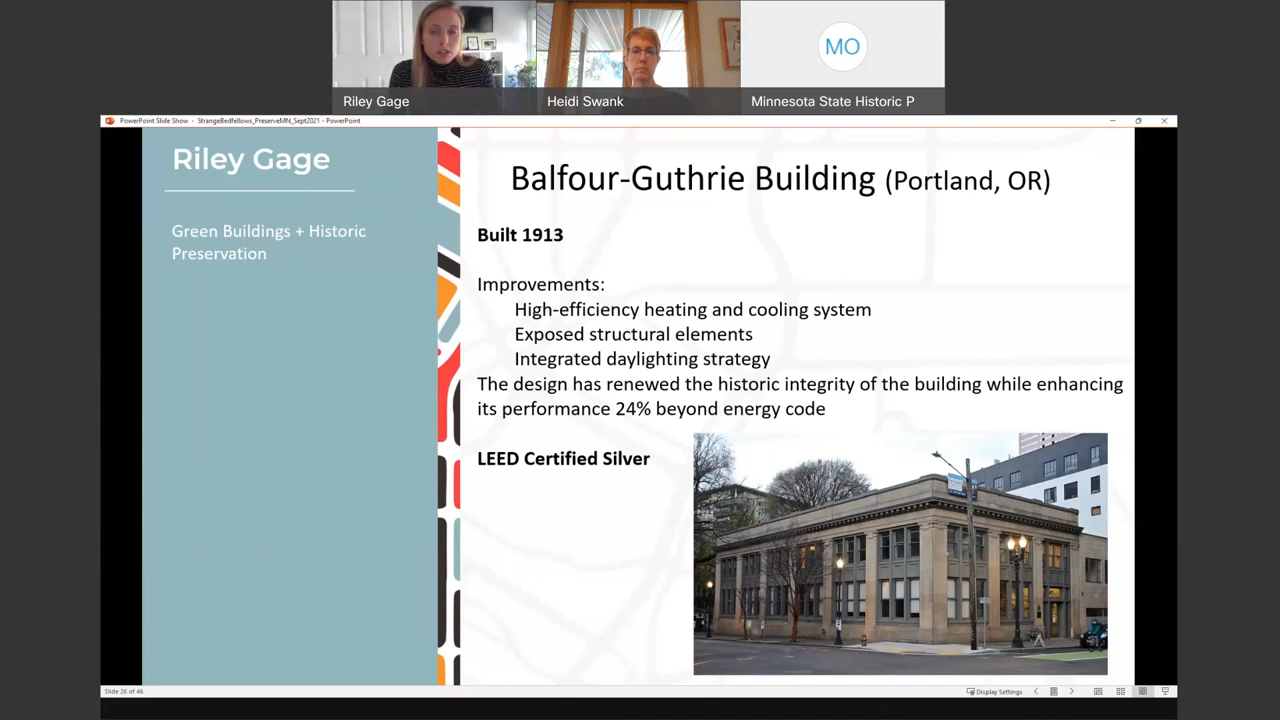 MO
Riley Gage
Heidi Swank
Minnesota State Historic P
PowerPoint Slide Show - StrangeBedfellows_PreserveMN_Sept2021 - PowerPoint
Riley Gage
Green Buildings + Historic
Preservation
Balfour-Guthrie Building (Portland, OR)
Built 1913
Improvements:
High-efficiency heating and cooling system
Exposed structural elements
Integrated daylighting strategy
The design has renewed the historic integrity of the building while enhancing
its performance 24% beyond energy code
LEED Certified Silver
Slide 26 of 46
Display Settings